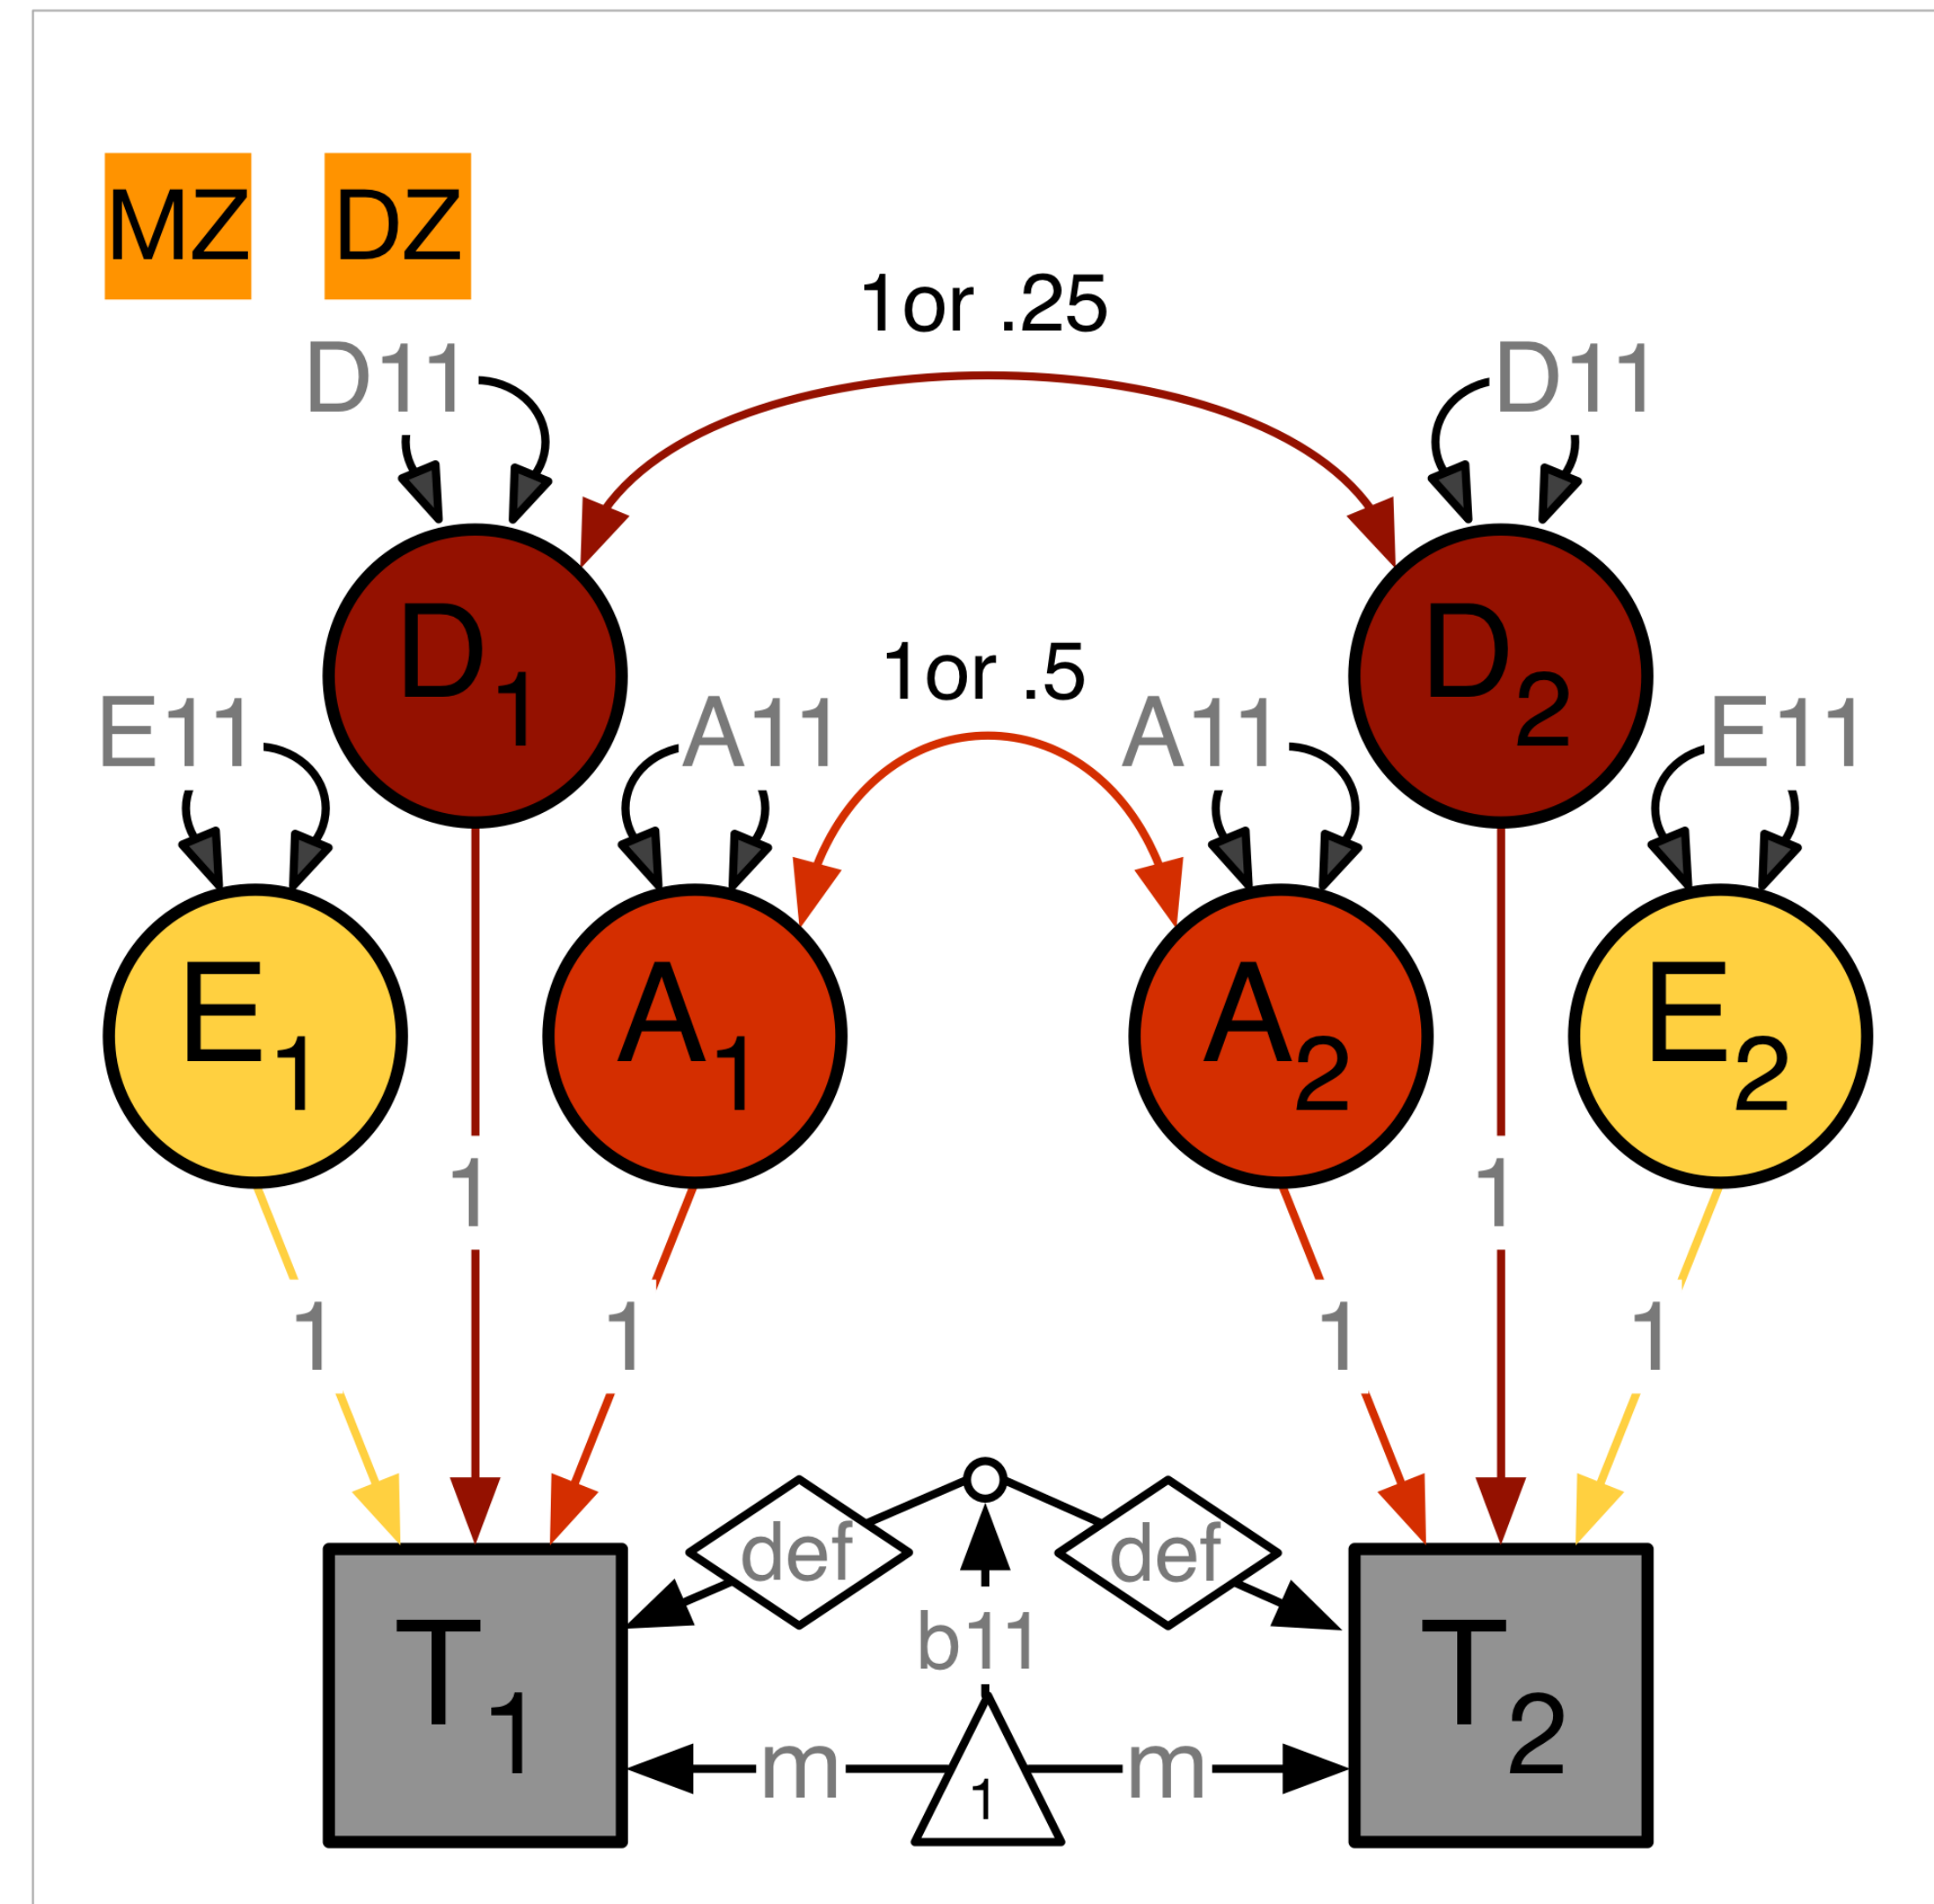 MZ DZ
1or .25
D11 D11
D1 D2
1or .5
E11 A11 A11 E11
E1 A1 A2 E2
1 1
1 1 1 1
def def
b11
T1 T2
m m
1